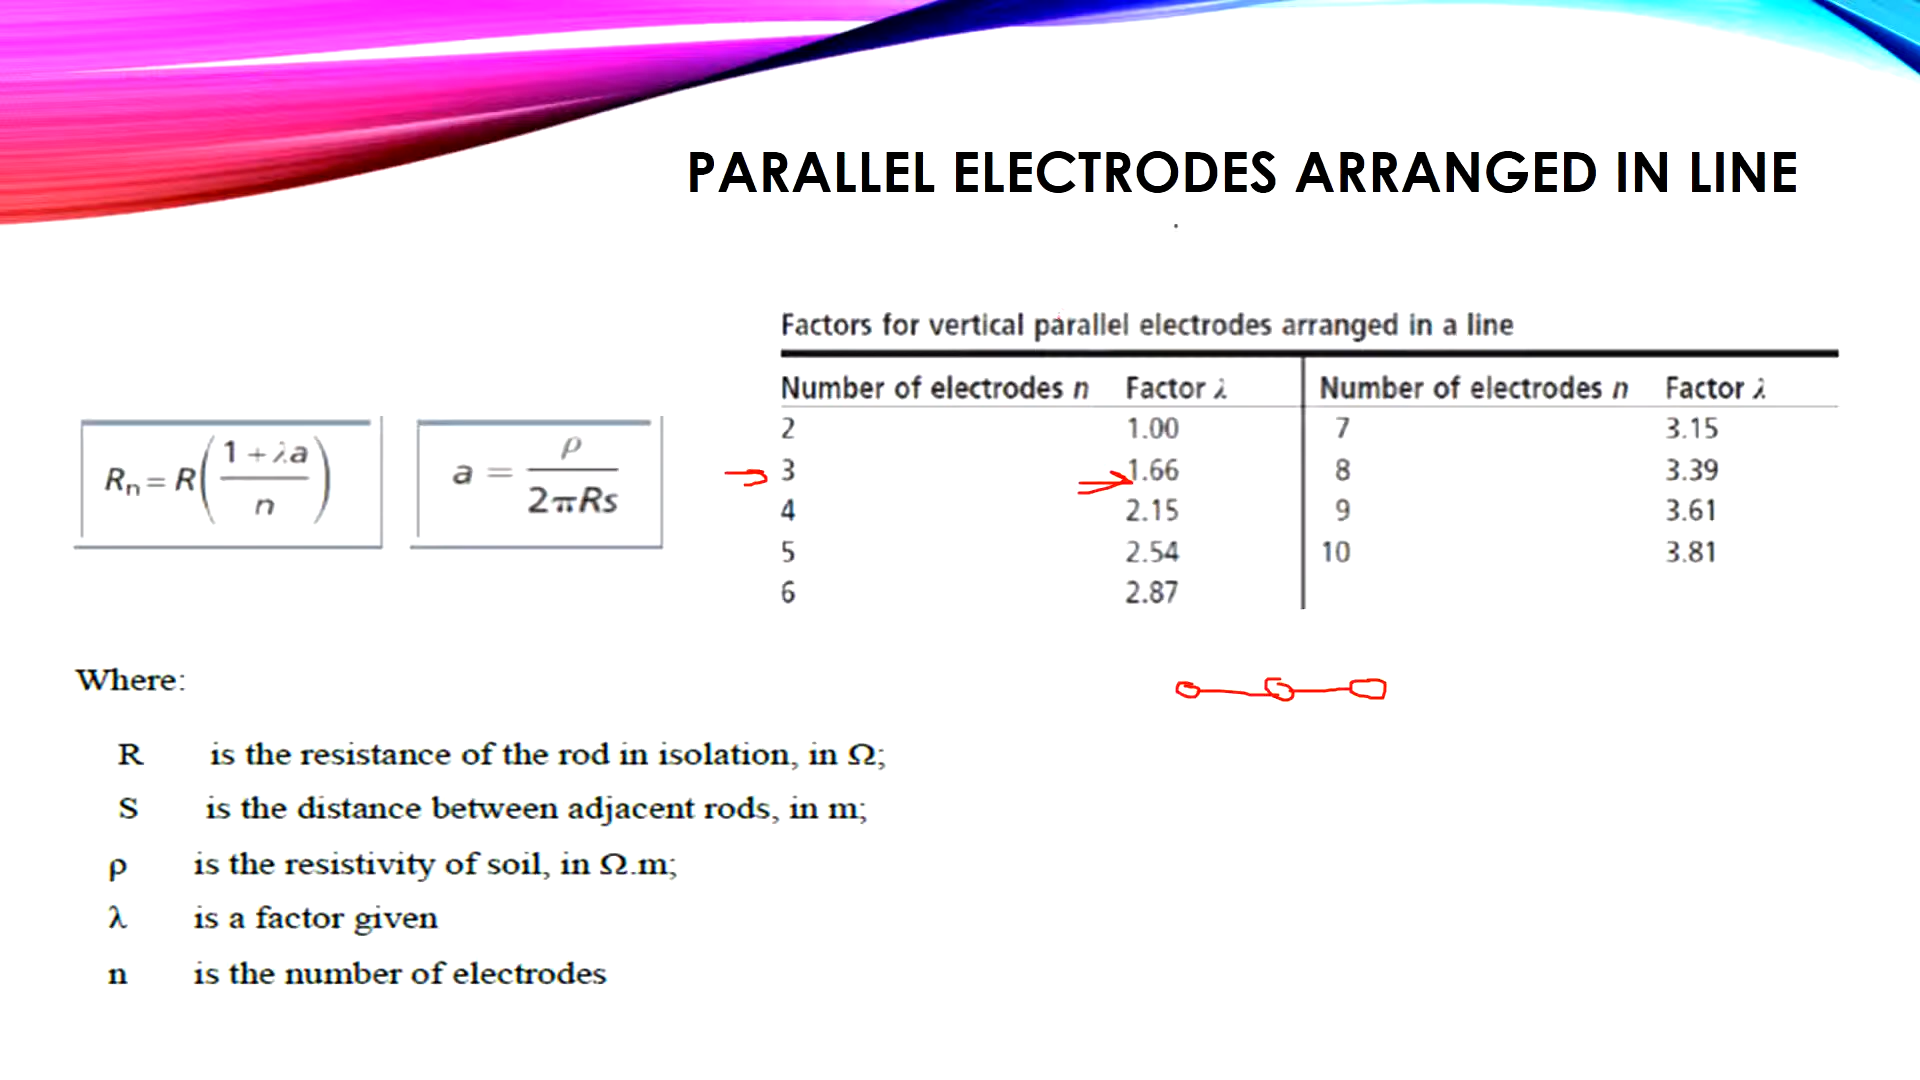 PARALLEL ELECTRODES ARRANGED IN LINE
Factors for vertical parallel electrodes arranged in a line
Number of electrodes n Factor λ Number of electrodes n Factor λ
2 1.00 7 3.15
3 1.66 8 3.39
4 2.15 9 3.61
5 2.54 10 3.81
6 2.87
Rn = R(1 + λa / n)
a = ρ / 2πRs
Where:
R is the resistance of the rod in isolation, in Ω;
S is the distance between adjacent rods, in m;
ρ is the resistivity of soil, in Ω.m;
λ is a factor given
n is the number of electrodes